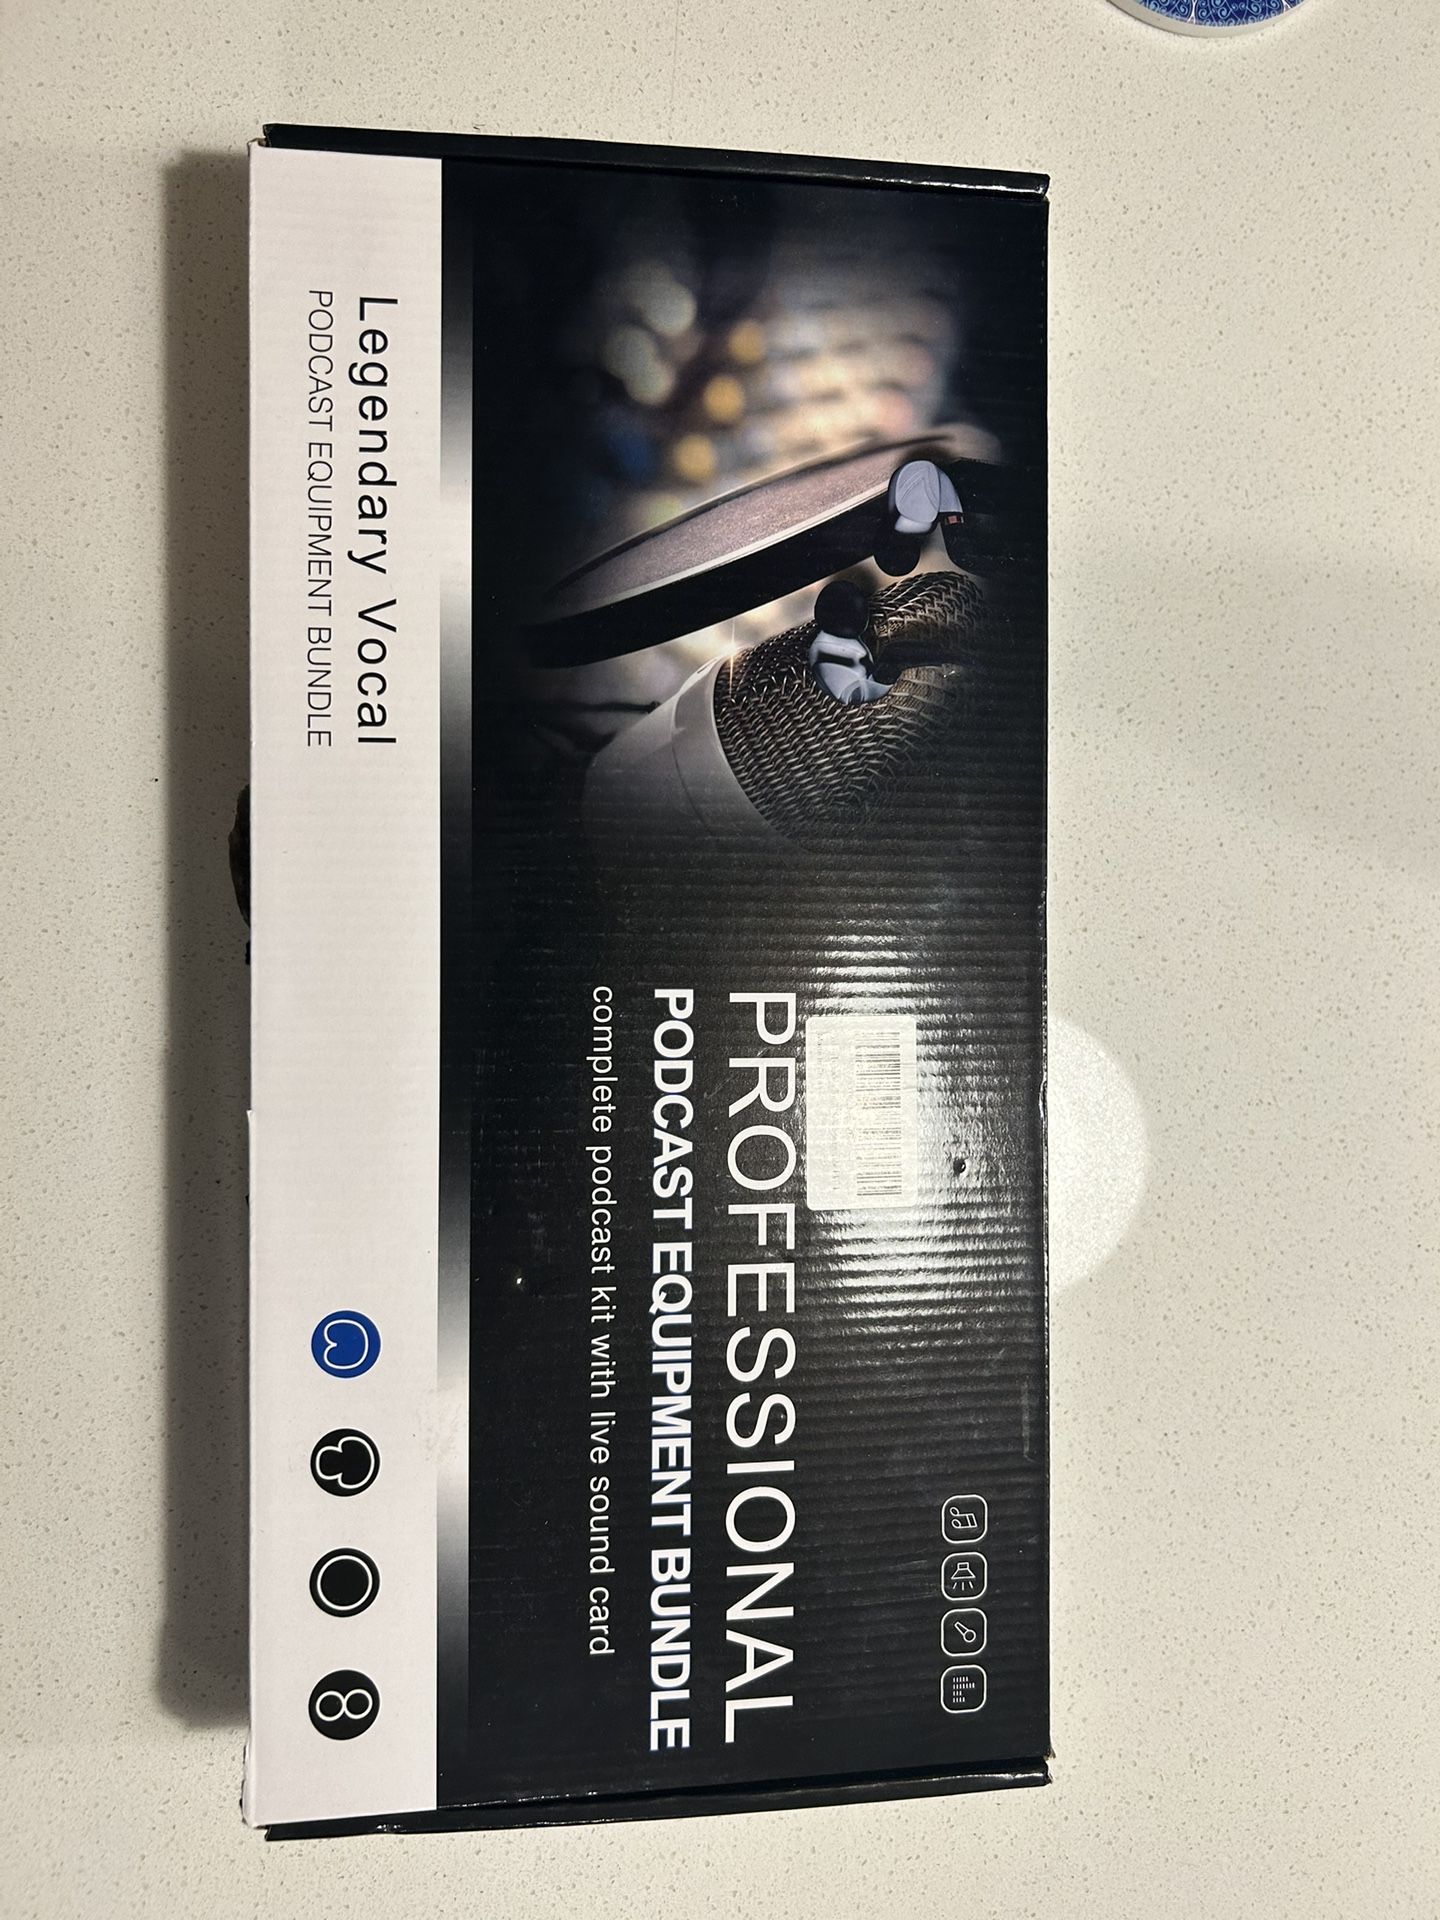 PROFESSIONAL
PODCAST EQUIPMENT BUNDLE
complete podcast kit with live sound card
Legendary Vocal
PODCAST EQUIPMENT BUNDLE